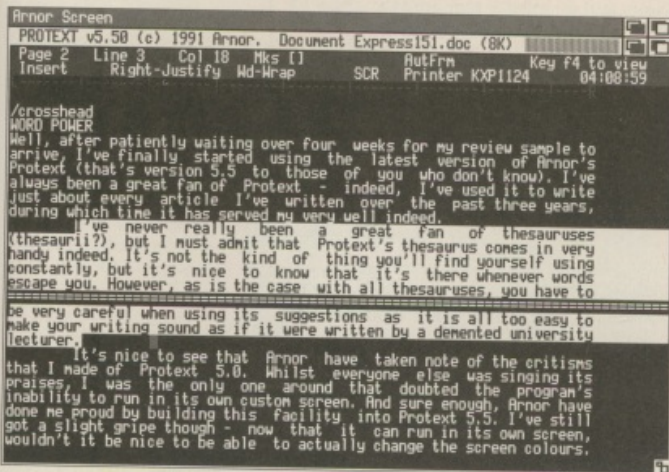 Arnor Screen
PROTEXT v5.50 (c) 1991 Arnor. Document Express151.doc (8K)
Page 2 Line 3 Col 18 Mks [] AutFrm Key f4 to view
Insert Right-Justify Wd-Wrap SCR Printer KXP1124 04:08:59
/crosshead
WORD POWER
Well, after patiently waiting over four weeks for my review sample to
arrive, I've finally started using the latest version of Arnor's
Protext (that's version 5.5 to those of you who don't know). I've
always been a great fan of Protext - indeed, I've used it to write
just about every article I've written over the past three years,
during which time it has served my very well indeed.
I've never really been a great fan of thesauruses
(thesaurii?), but I must admit that Protext's thesaurus comes in very
handy indeed. It's not the kind of thing you'll find yourself using
constantly, but it's nice to know that it's there whenever words
escape you. However, as is the case with all thesauruses, you have to
be very careful when using its suggestions as it is all too easy to
make your writing sound as if it were written by a demented university
lecturer.
It's nice to see that Arnor have taken note of the critisms
that I made of Protext 5.0. Whilst everyone else was singing its
praises, I was the only one around that doubted the program's
inability to run in its own custom screen. And sure enough, Arnor have
done me proud by building this facility into Protext 5.5. I've still
got a slight gripe though - now that it can run in its own screen,
wouldn't it be nice to be able to actually change the screen colours.